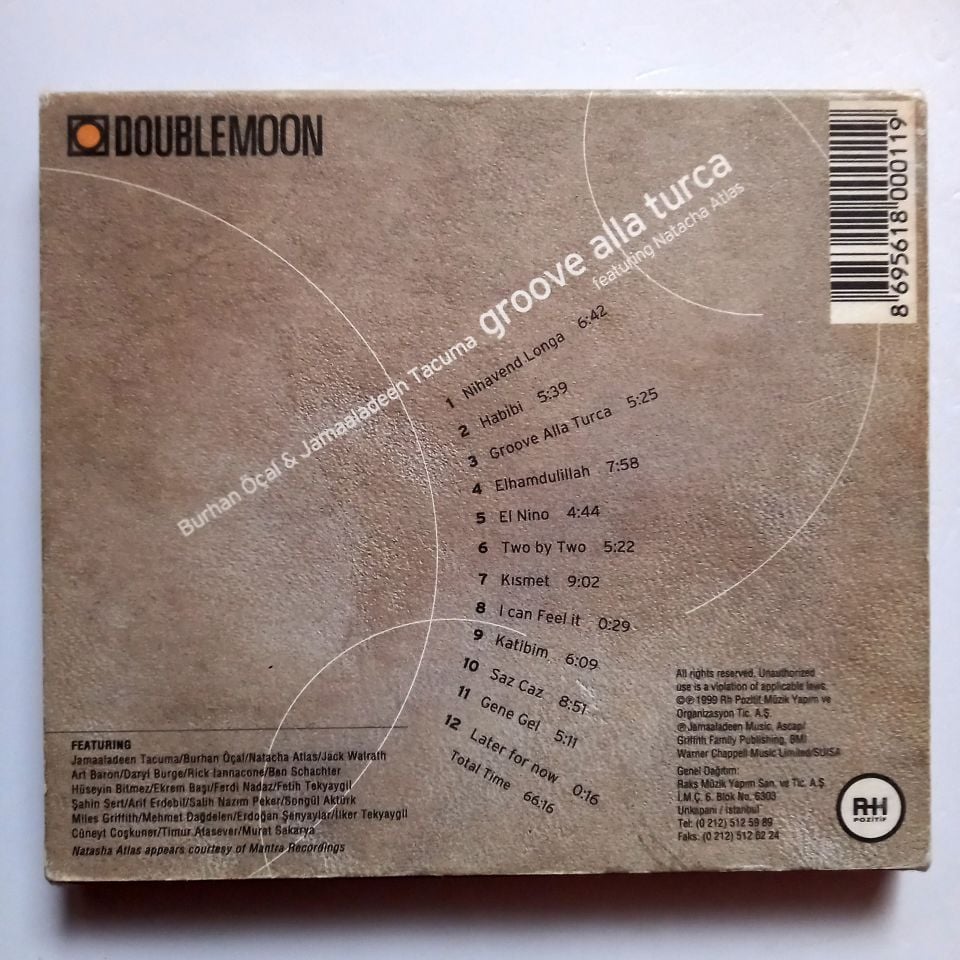 DOUBLEMOON
Burhan Öçal & Jamaaladeen Tacuma groove alla turca
featuring Natacha Atlas
8 695618 000119
1 Nihavend Longa 6:42
2 Habibi 5:39
3 Groove Alla Turca 5:25
4 Elhamdulillah 7:58
5 El Nino 4:44
6 Two by Two 5:22
7 Kısmet 9:02
8 I can Feel it 0:29
9 Katibim 6:09
10 Saz Caz 8:51
11 Gene Gel 5:11
12 Later for now 0:16
Total Time 66:16
FEATURING
Jamaaladeen Tacuma/Burhan Öçal/Natacha Atlas/Jack Walrath
Art Baron/Daryl Burge/Rick Iannacone/Ben Schachter
Hüseyin Bitmez/Ekrem Başı/Ferdi Nadaz/Fetih Tekyaygil
Şahin Sert/Arif Erdebil/Salih Nazım Peker/Songül Aktürk
Miles Griffith/Mehmet Dağdelen/Erdoğan Şenyaylar/İlker Tekyaygil
Cüneyt Coşkuner/Timur Atasever/Murat Sakarya
Natasha Atlas appears courtesy of Mantra Recordings
All rights reserved. Unauthorized
use is a violation of applicable laws.
©℗ 1999 Rh Pozitif Müzik Yapım ve
Organizasyon Tic. A.Ş.
℗ Jamaaladeen Music, Ascap/
Griffith Family Publishing, BMI
Warner Chappell Music Limited/SUISA
Genel Dağıtım:
Raks Müzik Yapım San. ve Tic. A.Ş.
İ.M.Ç. 6. Blok No. 6303
Unkapanı / İstanbul
Tel: (0 212) 512 59 89
Faks: (0 212) 512 62 24
RH
POZITIF